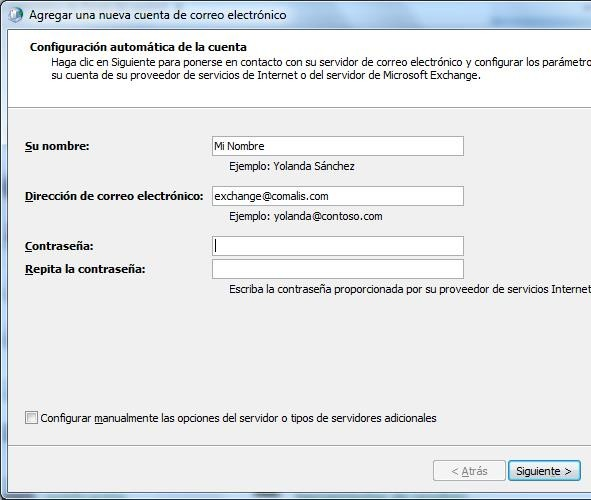 Agregar una nueva cuenta de correo electrónico
Configuración automática de la cuenta
Haga clic en Siguiente para ponerse en contacto con su servidor de correo electrónico y configurar los parámetro
su cuenta de su proveedor de servicios de Internet o del servidor de Microsoft Exchange.
Su nombre: Mi Nombre
Ejemplo: Yolanda Sánchez
Dirección de correo electrónico: exchange@comalis.com
Ejemplo: yolanda@contoso.com
Contraseña:
Repita la contraseña:
Escriba la contraseña proporcionada por su proveedor de servicios Internet
Configurar manualmente las opciones del servidor o tipos de servidores adicionales
< Atrás Siguiente >